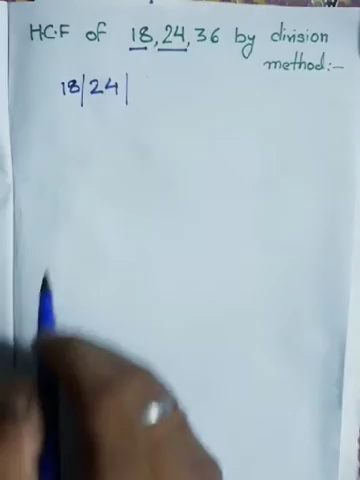 H.C.F of 18, 24, 36 by division
method:-
18|24|